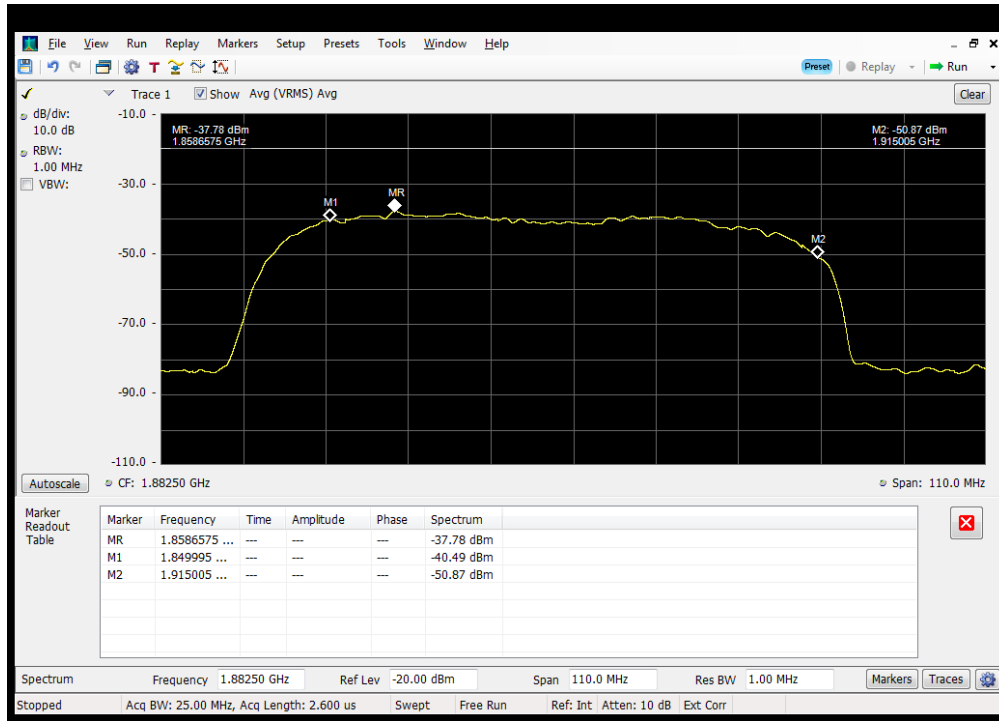 File View Run Replay Markers Setup Presets Tools Window Help
Preset Replay Run
Trace 1 Show Avg (VRMS) Avg Clear
dB/div:
10.0 dB
RBW:
1.00 MHz
VBW:
-10.0
-30.0
-50.0
-70.0
-90.0
-110.0
MR: -37.78 dBm
1.8586575 GHz
M2: -50.87 dBm
1.915005 GHz
M1
MR
M2
Autoscale CF: 1.88250 GHz Span: 110.0 MHz
Marker
Readout
Table
Marker Frequency Time Amplitude Phase Spectrum
MR 1.8586575 ... --- --- --- -37.78 dBm
M1 1.849995 ... --- --- --- -40.49 dBm
M2 1.915005 ... --- --- --- -50.87 dBm
Spectrum Frequency 1.88250 GHz Ref Lev -20.00 dBm Span 110.0 MHz Res BW 1.00 MHz Markers Traces
Stopped Acq BW: 25.00 MHz, Acq Length: 2.600 us Swept Free Run Ref: Int Atten: 10 dB Ext Corr